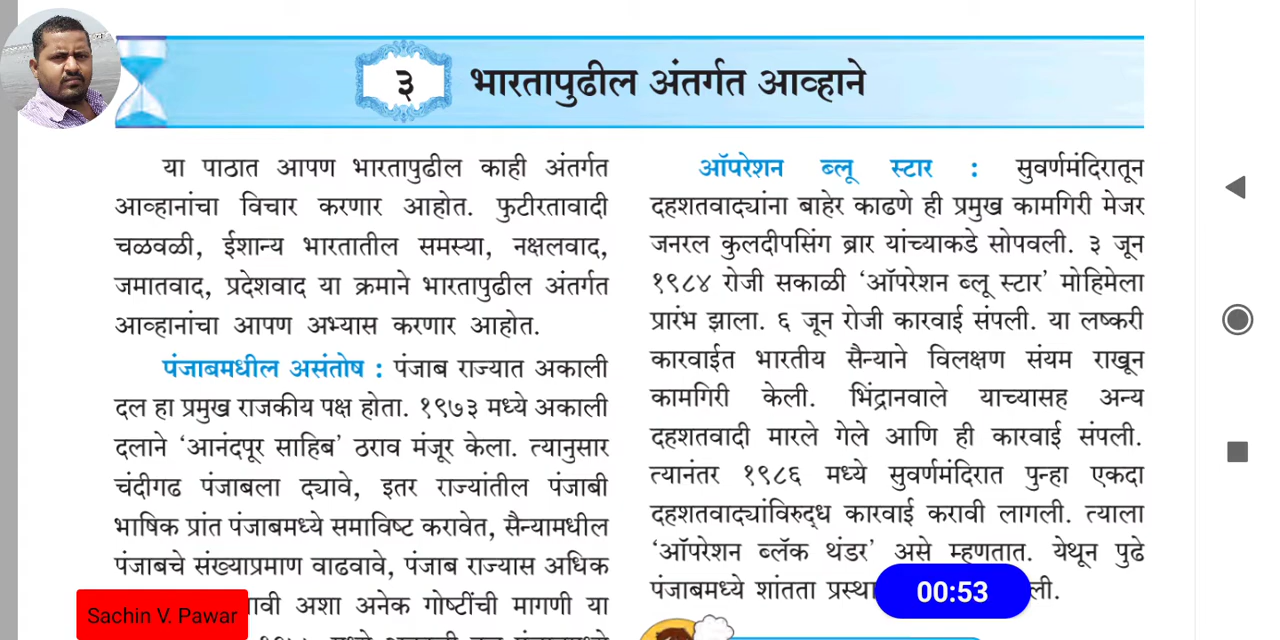 ३ भारतापुढील अंतर्गत आव्हाने
या पाठात आपण भारतापुढील काही अंतर्गत
आव्हानांचा विचार करणार आहोत. फुटीरतावादी
चळवळी, ईशान्य भारतातील समस्या, नक्षलवाद,
जमातवाद, प्रदेशवाद या क्रमाने भारतापुढील अंतर्गत
आव्हानांचा आपण अभ्यास करणार आहोत.
पंजाबमधील असंतोष : पंजाब राज्यात अकाली
दल हा प्रमुख राजकीय पक्ष होता. १९७३ मध्ये अकाली
दलाने ‘आनंदपूर साहिब’ ठराव मंजूर केला. त्यानुसार
चंदीगढ पंजाबला द्यावे, इतर राज्यांतील पंजाबी
भाषिक प्रांत पंजाबमध्ये समाविष्ट करावेत, सैन्यामधील
पंजाबचे संख्याप्रमाण वाढवावे, पंजाब राज्यास अधिक
अशा अनेक गोष्टींची मागणी या
ऑपरेशन ब्लू स्टार : सुवर्णमंदिरातून
दहशतवाद्यांना बाहेर काढणे ही प्रमुख कामगिरी मेजर
जनरल कुलदीपसिंग ब्रार यांच्याकडे सोपवली. ३ जून
१९८४ रोजी सकाळी ‘ऑपरेशन ब्लू स्टार’ मोहिमेला
प्रारंभ झाला. ६ जून रोजी कारवाई संपली. या लष्करी
कारवाईत भारतीय सैन्याने विलक्षण संयम राखून
कामगिरी केली. भिंद्रानवाले याच्यासह अन्य
दहशतवादी मारले गेले आणि ही कारवाई संपली.
त्यानंतर १९८६ मध्ये सुवर्णमंदिरात पुन्हा एकदा
दहशतवाद्यांविरुद्ध कारवाई करावी लागली. त्याला
‘ऑपरेशन ब्लॅक थंडर’ असे म्हणतात. येथून पुढे
पंजाबमध्ये शांतता
00:53
Sachin V. Pawar